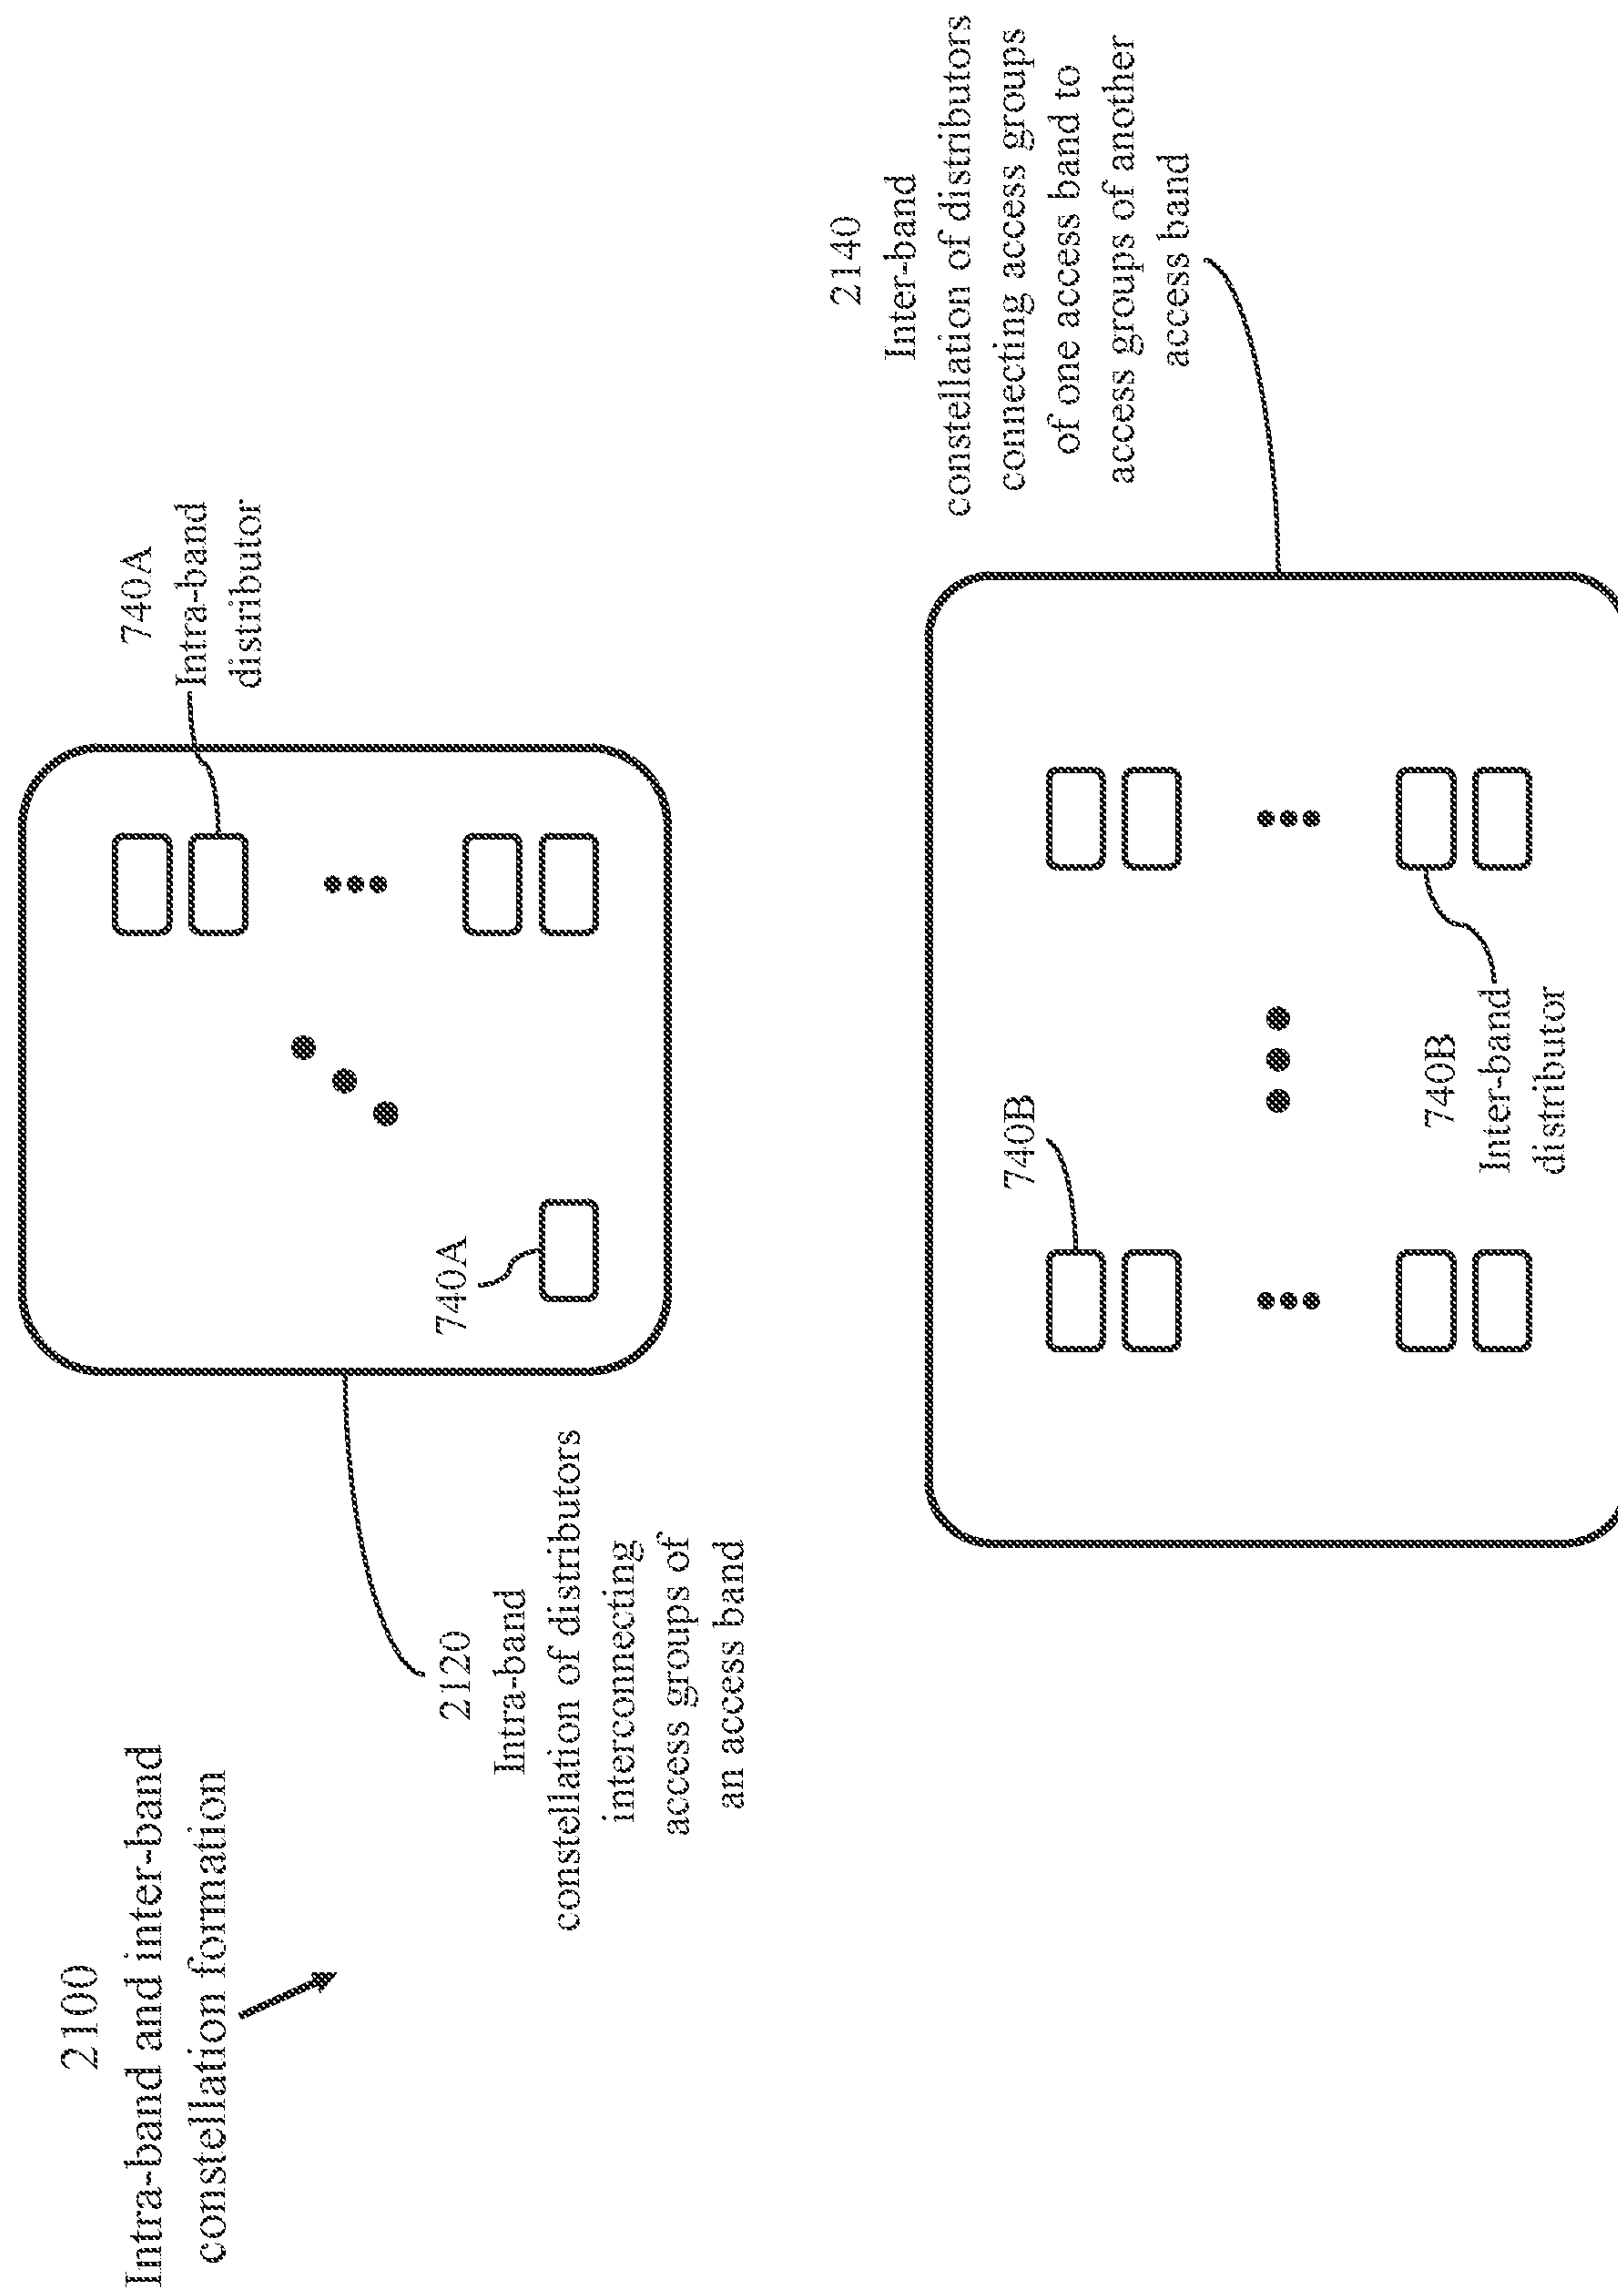 2100
Intra-band and inter-band
constellation formation
2120
Intra-band
constellation of distributors
interconnecting
access groups of
an access band
740A
740A
Intra-band
distributor
2140
Inter-band
constellation of distributors
connecting access groups
of one access band to
access groups of another
access band
740B
740B
Inter-band
distributor